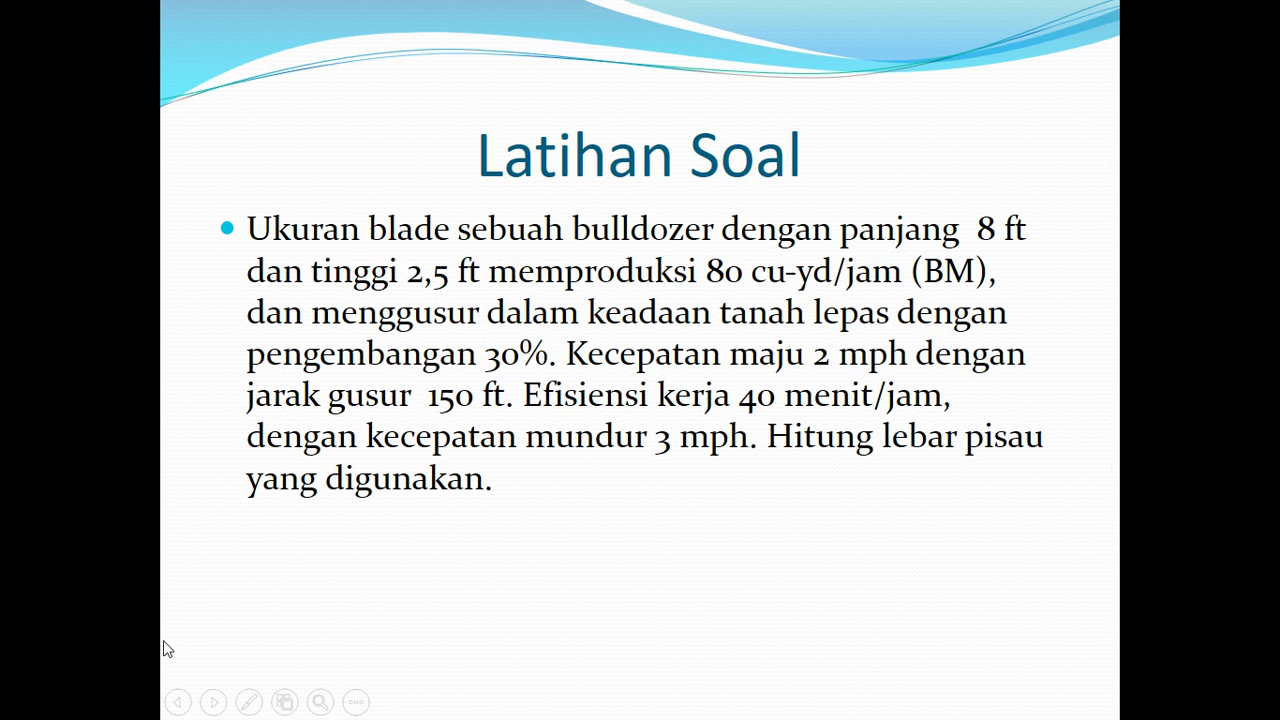 Latihan Soal
Ukuran blade sebuah bulldozer dengan panjang 8 ft
dan tinggi 2,5 ft memproduksi 80 cu-yd/jam (BM),
dan menggusur dalam keadaan tanah lepas dengan
pengembangan 30%. Kecepatan maju 2 mph dengan
jarak gusur 150 ft. Efisiensi kerja 40 menit/jam,
dengan kecepatan mundur 3 mph. Hitung lebar pisau
yang digunakan.